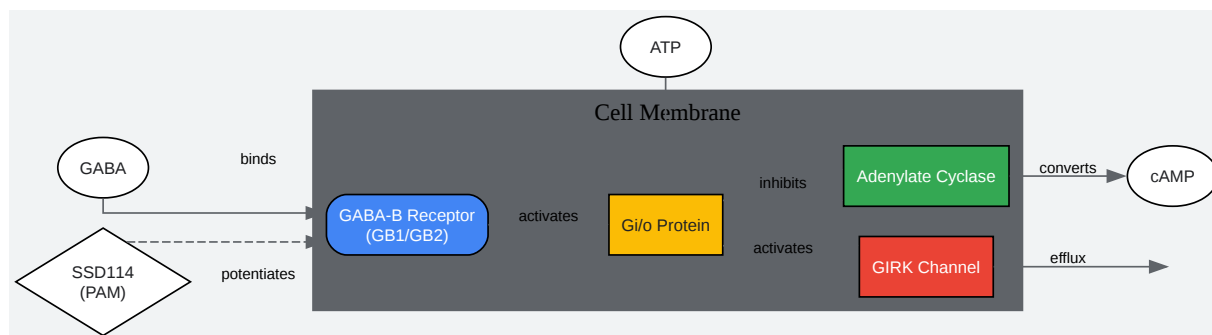 ATP
Cell Membrane
GABA
binds
inhibits
Adenylate Cyclase
converts
cAMP
GABA-B Receptor
(GB1/GB2)
activates
Gi/o Protein
activates
GIRK Channel
efflux
SSD114
(PAM)
potentiates